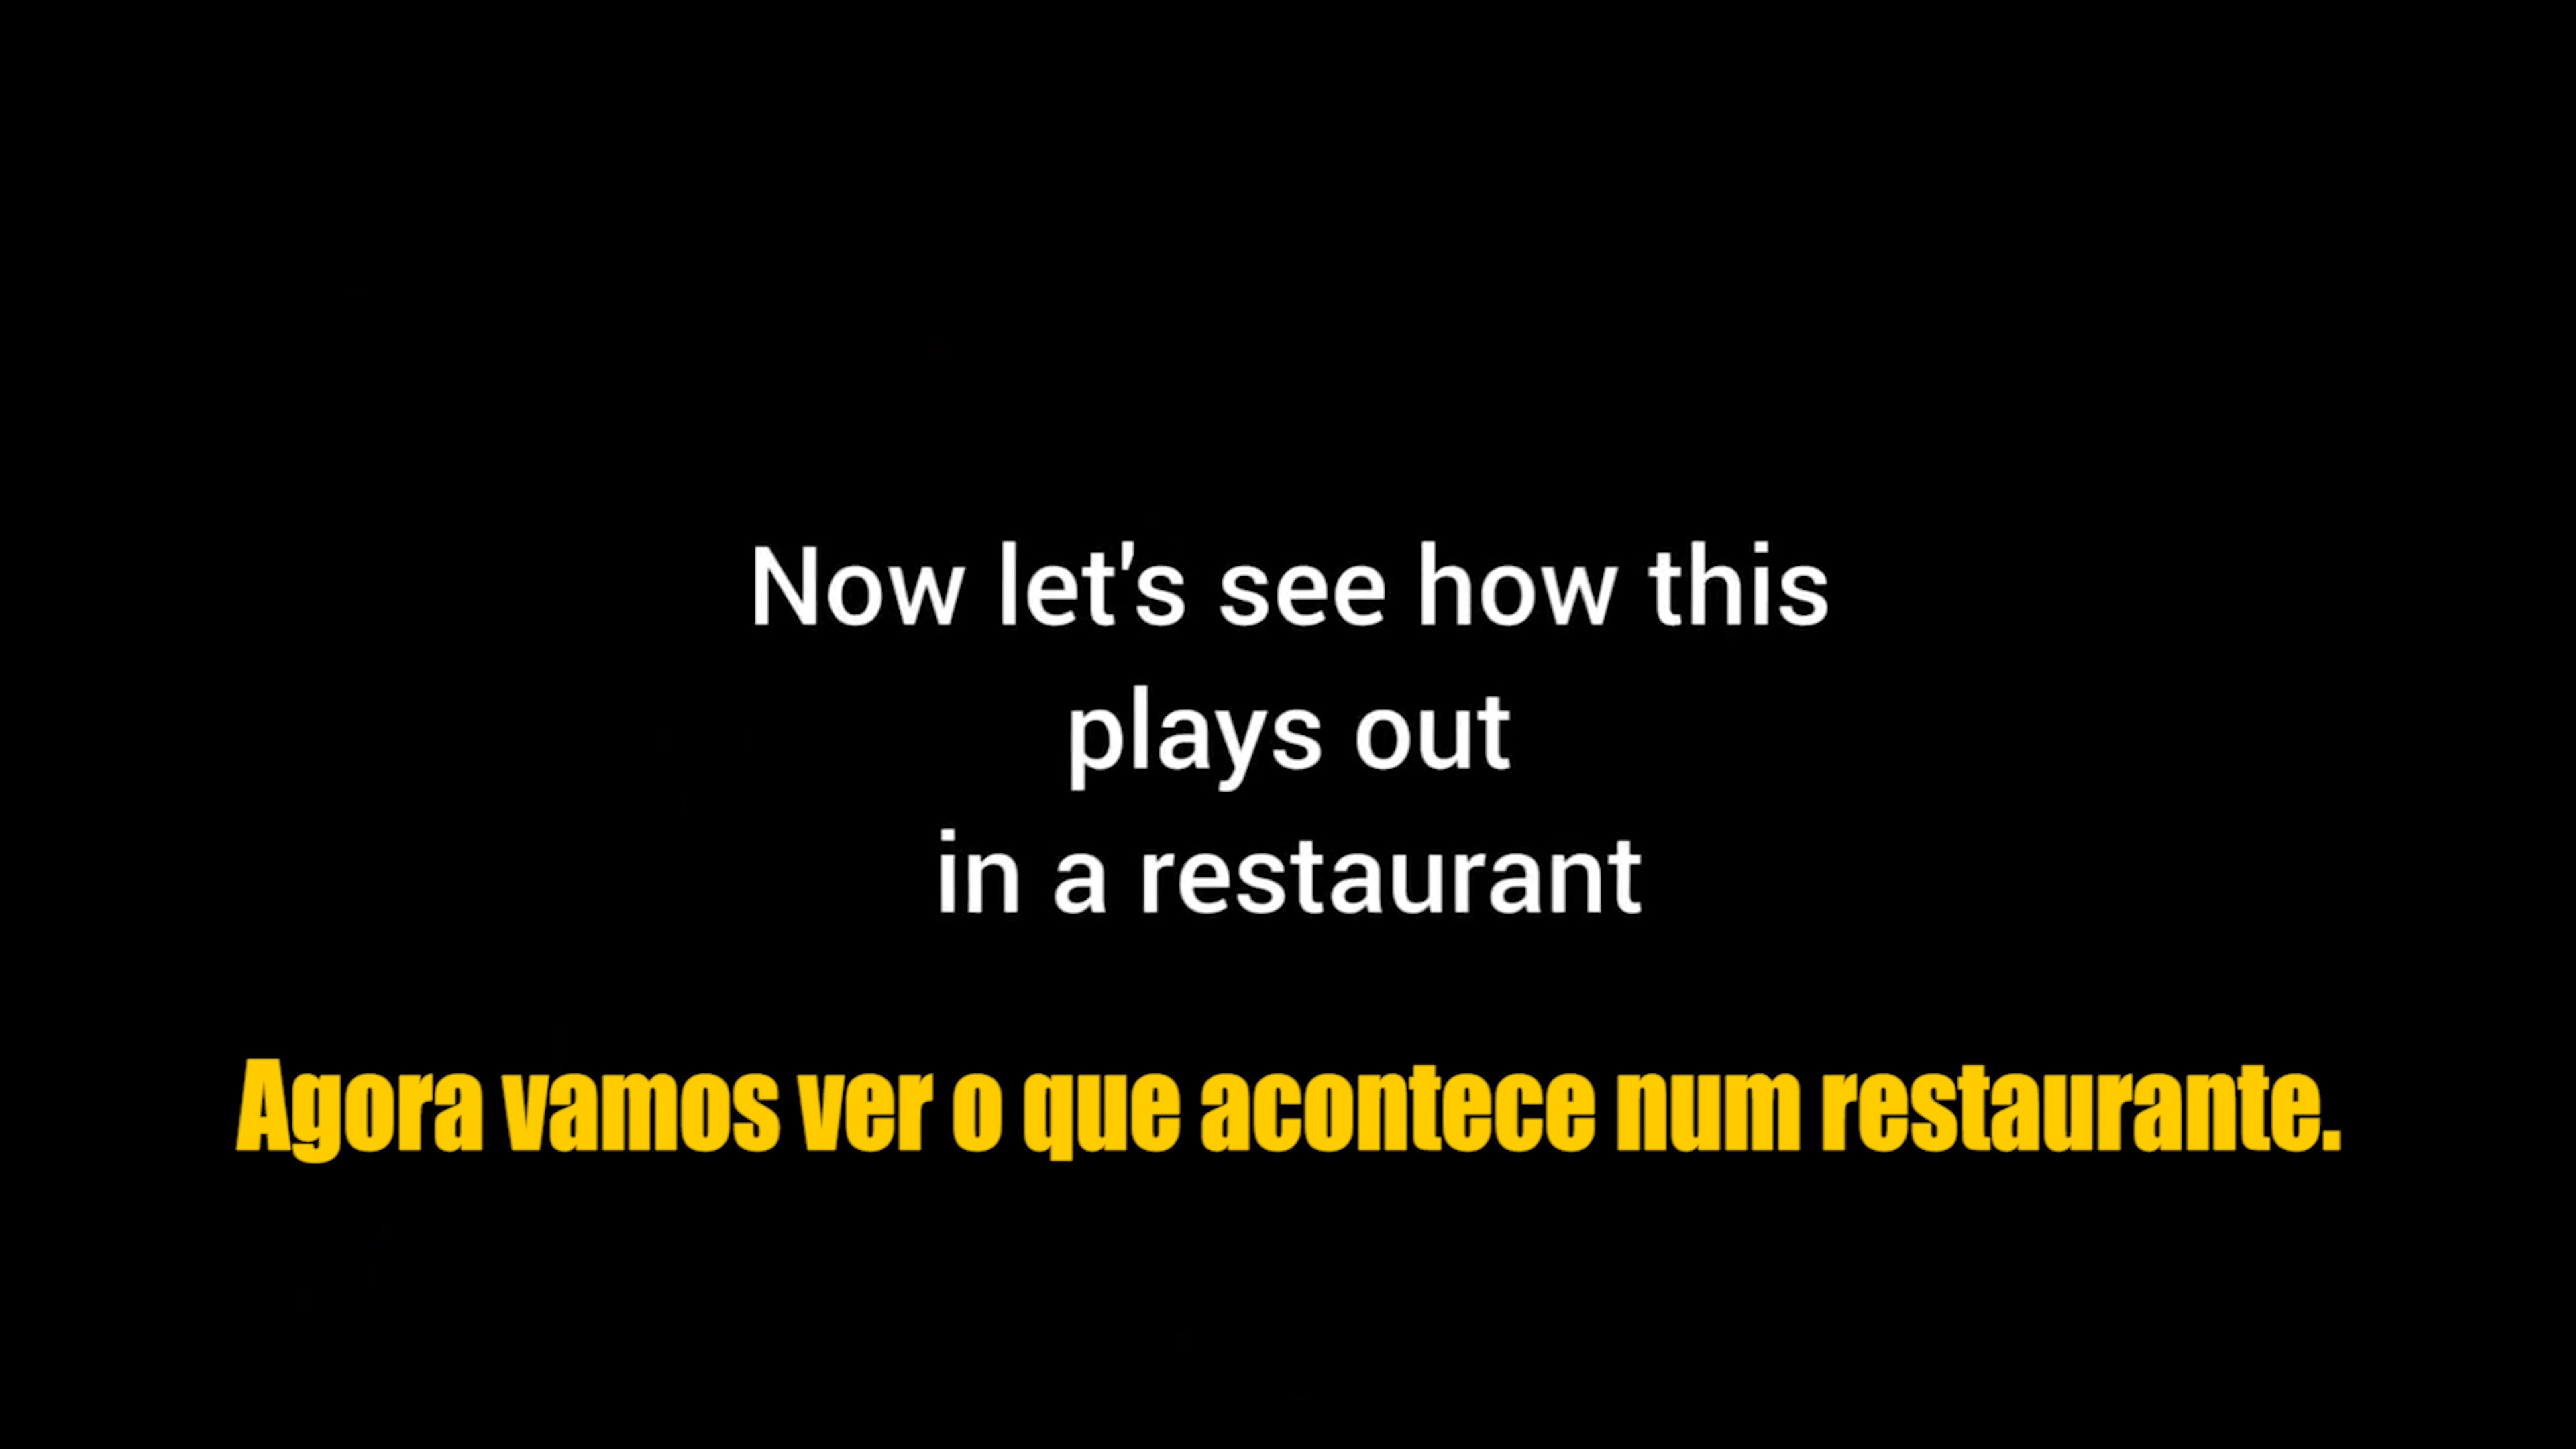 Now let's see how this
plays out
in a restaurant
Agora vamos ver o que acontece num restaurante.